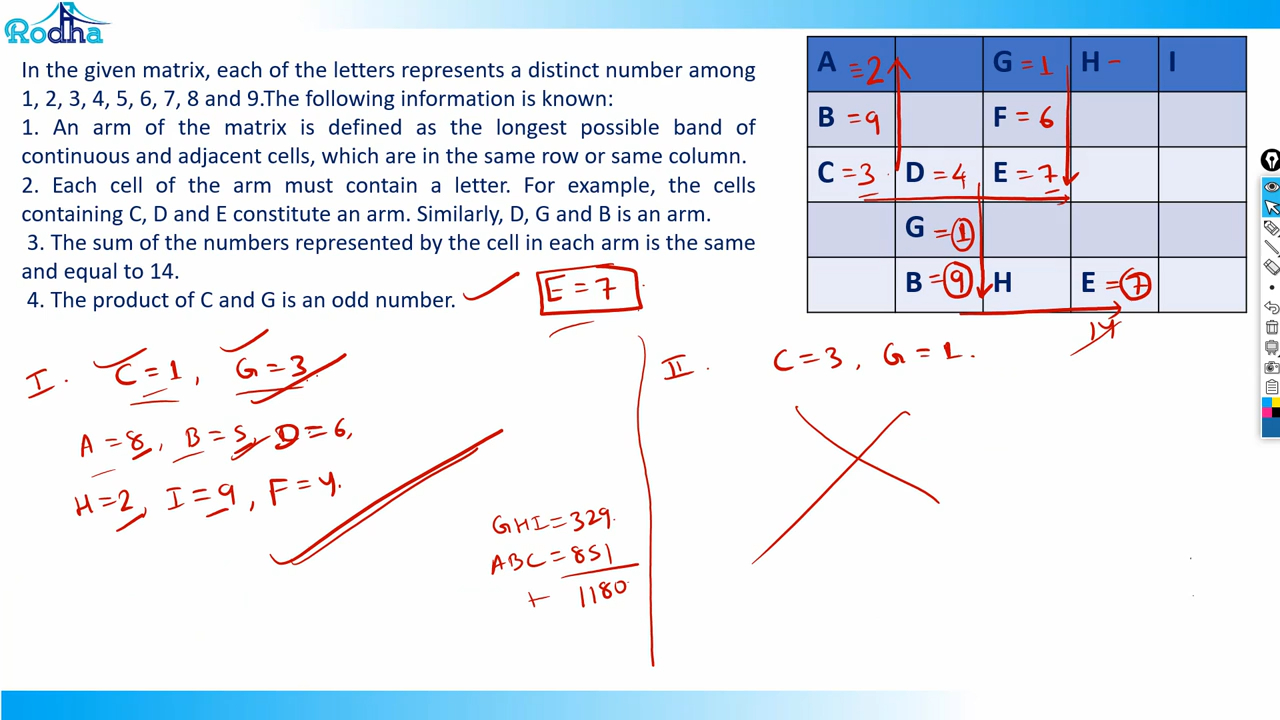 Rodha
In the given matrix, each of the letters represents a distinct number among
1, 2, 3, 4, 5, 6, 7, 8 and 9.The following information is known:
1. An arm of the matrix is defined as the longest possible band of
continuous and adjacent cells, which are in the same row or same column.
2. Each cell of the arm must contain a letter. For example, the cells
containing C, D and E constitute an arm. Similarly, D, G and B is an arm.
3. The sum of the numbers represented by the cell in each arm is the same
and equal to 14.
4. The product of C and G is an odd number.
E = 7
A = 2 G = 1 H - I
B = 9 F = 6
C = 3 D = 4 E = 7
G = 1
B = 9 H E = 7
14
I. C = 1, G = 3
A = 8, B = 5, D = 6,
H = 2, I = 9, F = 4.
GHI = 329.
ABC = 851
+ 1180
II. C = 3, G = 1.